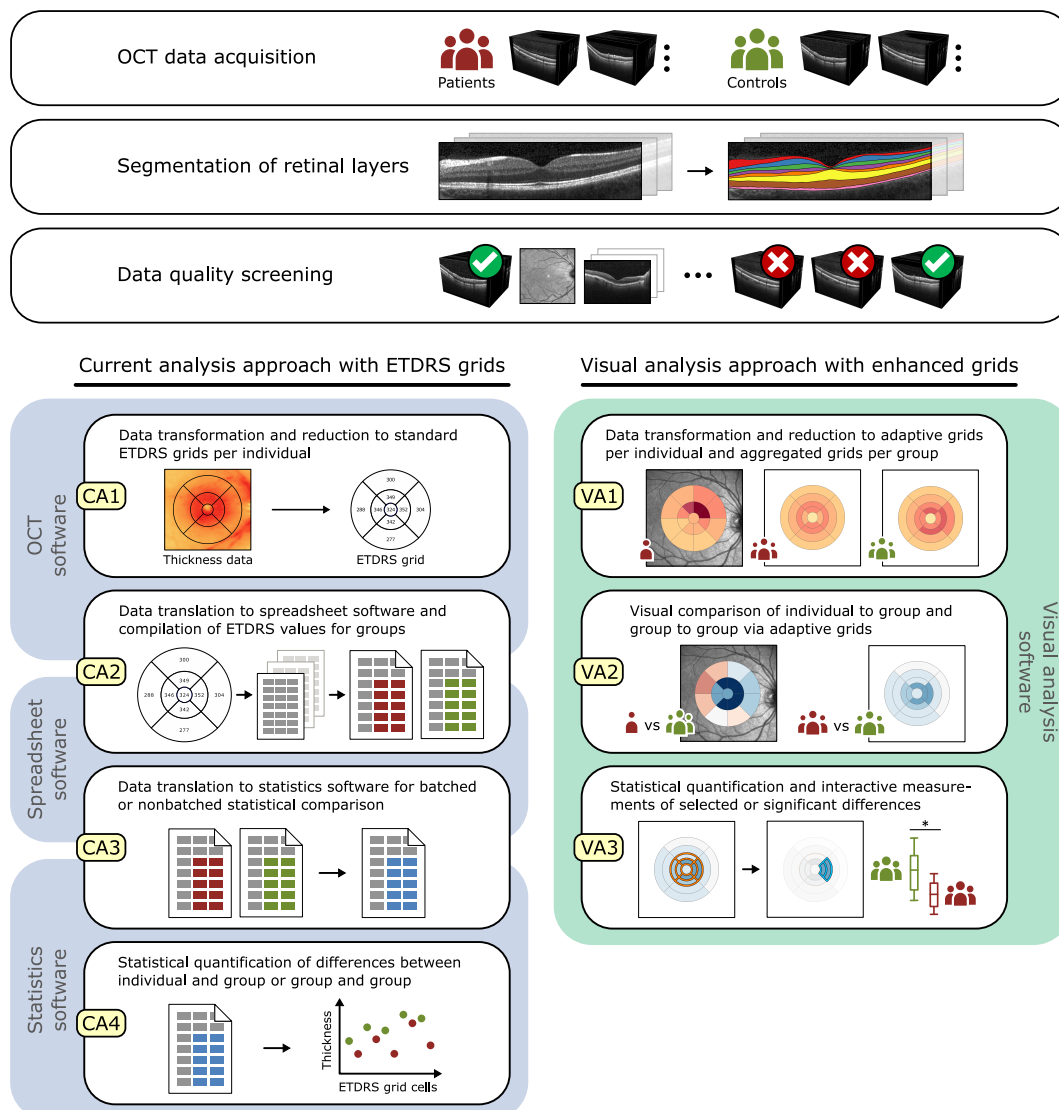 OCT data acquisition
Patients
Controls
Segmentation of retinal layers
Data quality screening
Current analysis approach with ETDRS grids
OCT
software
Spreadsheet
software
Statistics
software
CA1
Data transformation and reduction to standard
ETDRS grids per individual
Thickness data
300
349
288 346 324 352 304
342
277
ETDRS grid
CA2
Data translation to spreadsheet software and
compilation of ETDRS values for groups
300
349
288 346 324 352 304
342
277
CA3
Data translation to statistics software for batched
or nonbatched statistical comparison
CA4
Statistical quantification of differences between
individual and group or group and group
Thickness
ETDRS grid cells
Visual analysis approach with enhanced grids
Visual analysis
software
VA1
Data transformation and reduction to adaptive grids
per individual and aggregated grids per group
VA2
Visual comparison of individual to group and
group to group via adaptive grids
vs
vs
VA3
Statistical quantification and interactive measure-
ments of selected or significant differences
*